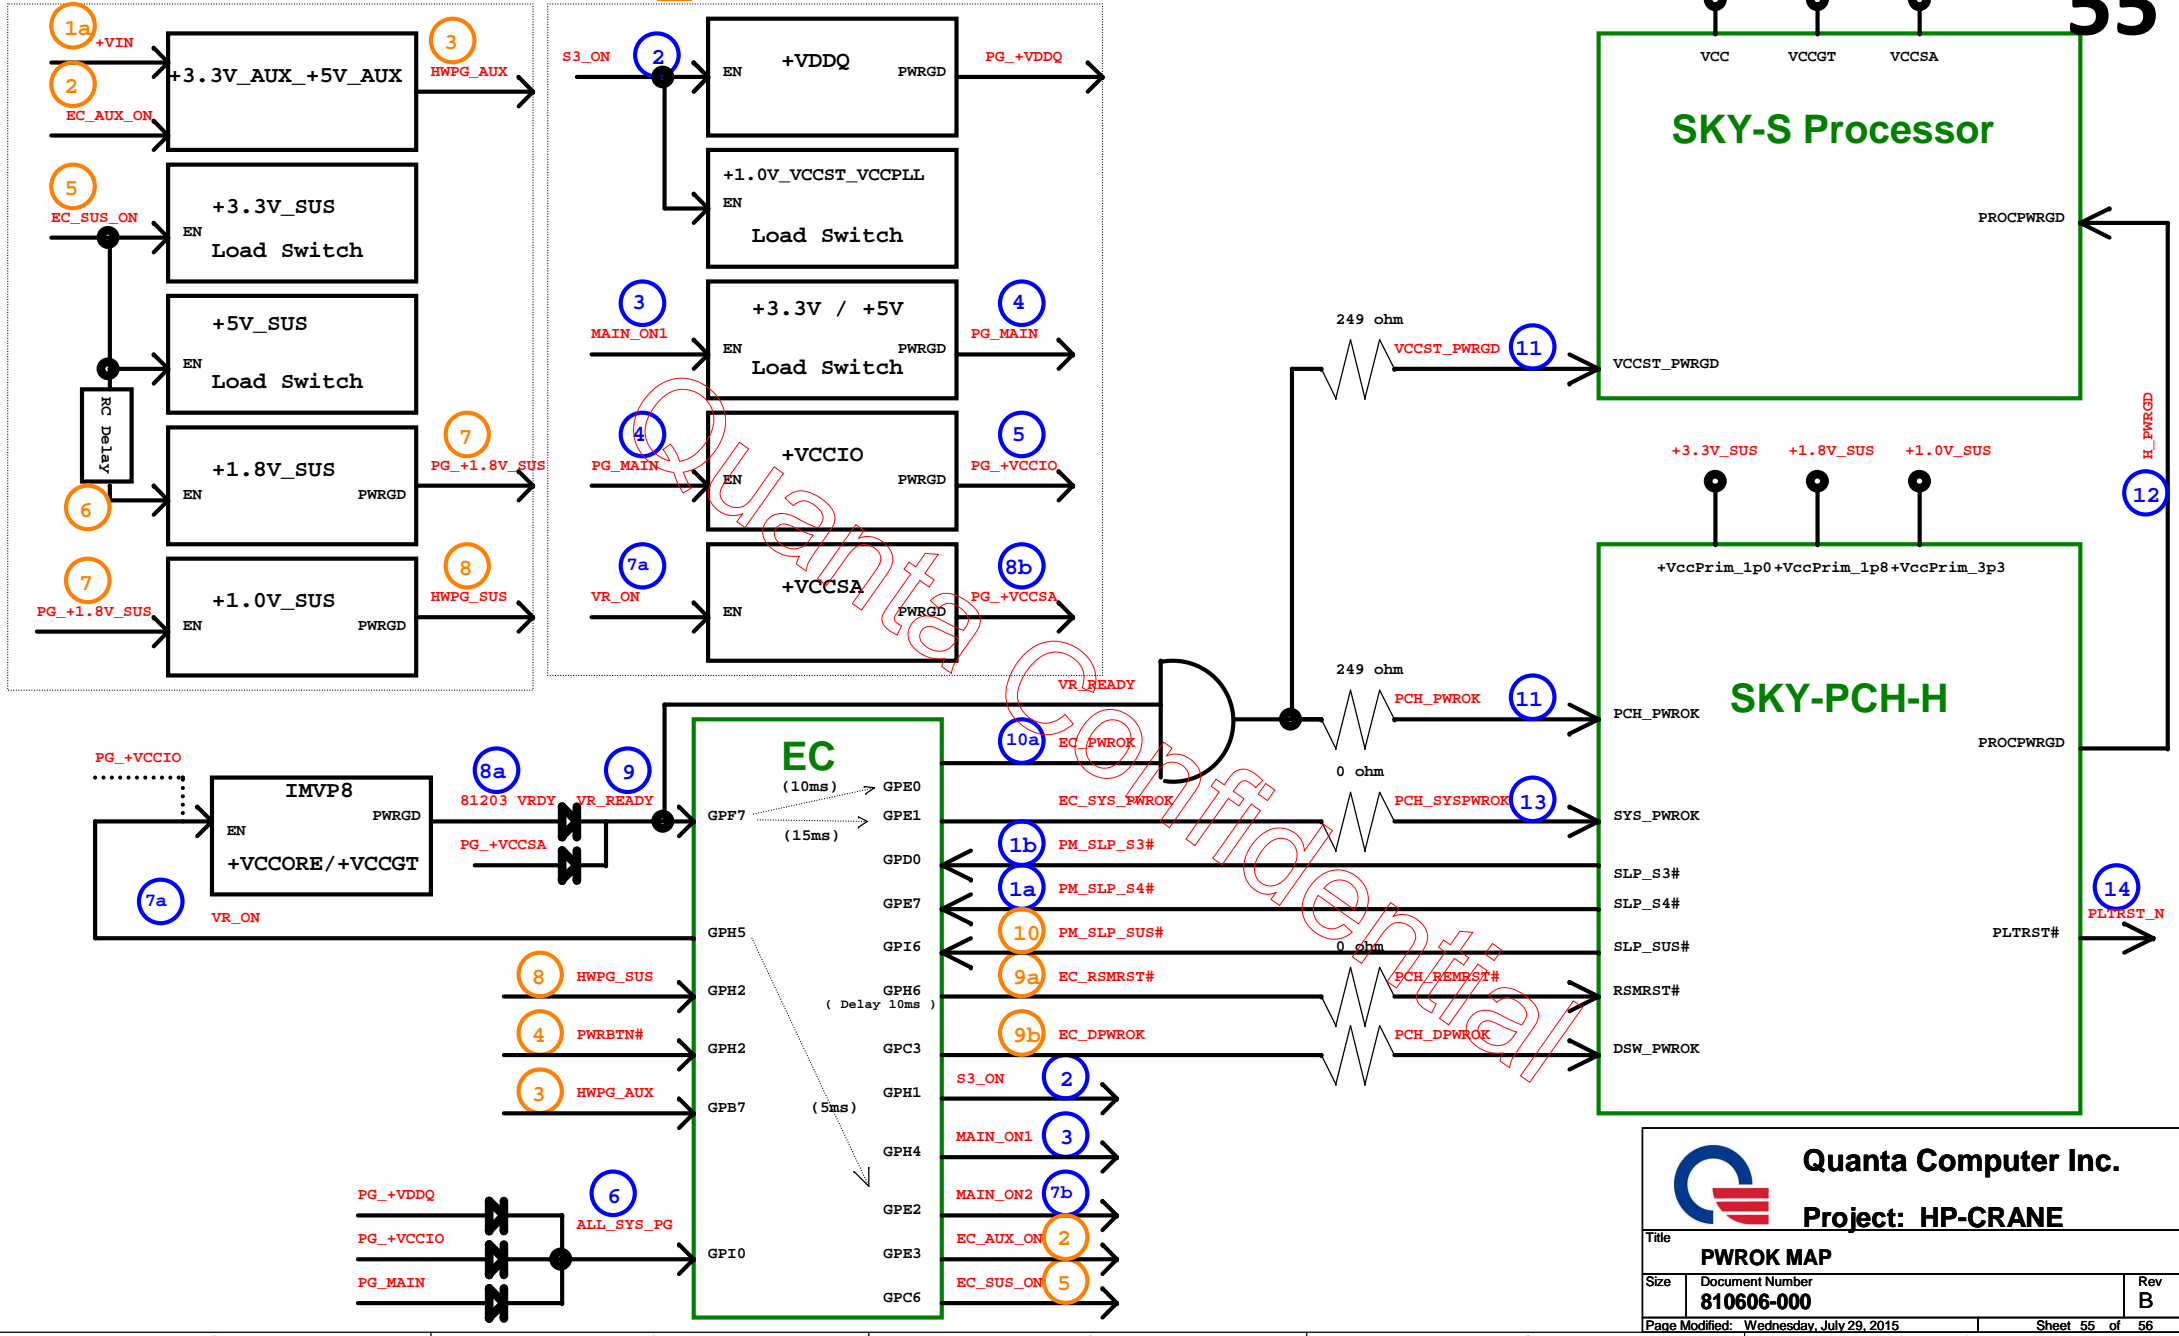 55
1a
+VIN
2
EC_AUX_ON
+3.3V_AUX_+5V_AUX
3
HWPG_AUX
5
EC_SUS_ON
EN
+3.3V_SUS
Load Switch
+5V_SUS
EN
Load Switch
RC Delay
6
+1.8V_SUS
EN
PWRGD
7
PG_+1.8V_SUS
7
PG_+1.8V_SUS
+1.0V_SUS
EN
PWRGD
8
HWPG_SUS
S3_ON
2
EN
+VDDQ
PWRGD
PG_+VDDQ
+1.0V_VCCST_VCCPLL
EN
Load Switch
3
MAIN_ON1
+3.3V / +5V
EN
PWRGD
Load Switch
4
PG_MAIN
4
PG_MAIN
+VCCIO
EN
PWRGD
5
PG_+VCCIO
7a
VR_ON
+VCCSA
EN
PWRGD
8b
PG_+VCCSA
VCC
VCCGT
VCCSA
SKY-S Processor
PROCPWRGD
249 ohm
VCCST_PWRGD
11
VCCST_PWRGD
H_PWRGD
12
+3.3V_SUS
+1.8V_SUS
+1.0V_SUS
+VccPrim_1p0
+VccPrim_1p8
+VccPrim_3p3
SKY-PCH-H
VR_READY
10a
EC_PWROK
249 ohm
PCH_PWROK
11
PCH_PWROK
PROCPWRGD
0 ohm
EC_SYS_PWROK
PCH_SYSPWROK
13
SYS_PWROK
1b
PM_SLP_S3#
SLP_S3#
1a
PM_SLP_S4#
SLP_S4#
10
PM_SLP_SUS#
SLP_SUS#
0 ohm
9a
EC_RSMRST#
PCH_REMRST#
RSMRST#
9b
EC_DPWROK
PCH_DPWROK
DSW_PWROK
14
PLTRST_N
PLTRST#
PG_+VCCIO
IMVP8
EN
PWRGD
+VCCORE/+VCCGT
7a
VR_ON
8a
81203 VRDY
9
VR_READY
PG_+VCCSA
EC
(10ms)
(15ms)
(5ms)
GPF7
GPH5
8
HWPG_SUS
GPH2
4
PWRBTN#
GPH2
3
HWPG_AUX
GPB7
PG_+VDDQ
PG_+VCCIO
PG_MAIN
6
ALL_SYS_PG
GPI0
GPE0
GPE1
GPD0
GPE7
GPI6
GPH6
( Delay 10ms )
GPC3
GPH1
S3_ON
2
GPH4
MAIN_ON1
3
GPE2
MAIN_ON2
7b
GPE3
EC_AUX_ON
2
GPC6
EC_SUS_ON
5
Quanta Confidential
Quanta Computer Inc.
Project: HP-CRANE
Title
PWROK MAP
Size
Document Number
Rev
810606-000
B
Page Modified: Wednesday, July 29, 2015
Sheet 55 of 56